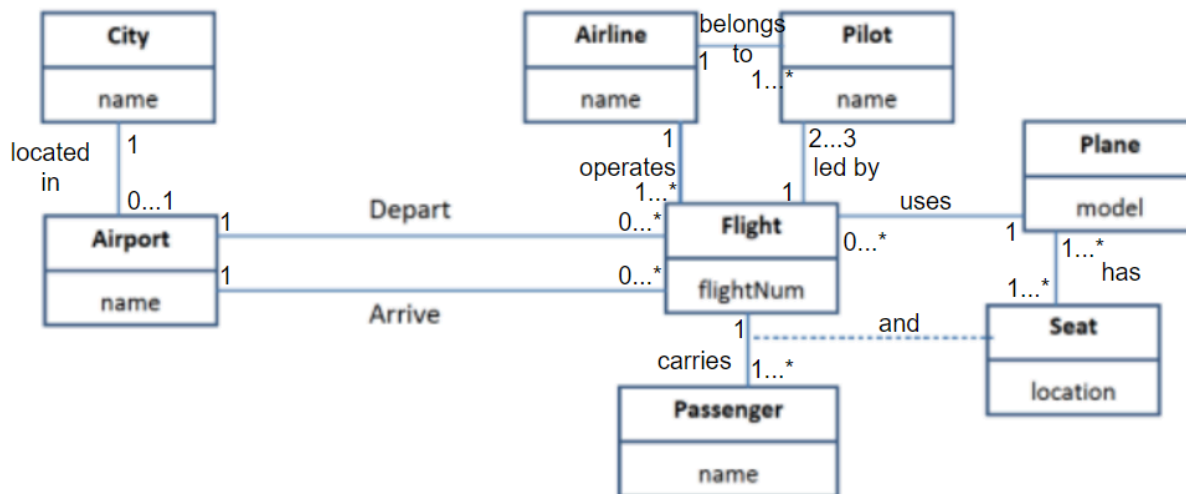 City
name
Airline
name
belongs
to
1
1...*
Pilot
name
located
in
1
0...1
1
operates
1...*
2...3
led by
1
Plane
model
Airport
name
1
Depart
0...*
1
Arrive
0...*
Flight
flightNum
uses
0...*
1
1...*
has
1...*
1
carries
1...*
and
Seat
location
Passenger
name